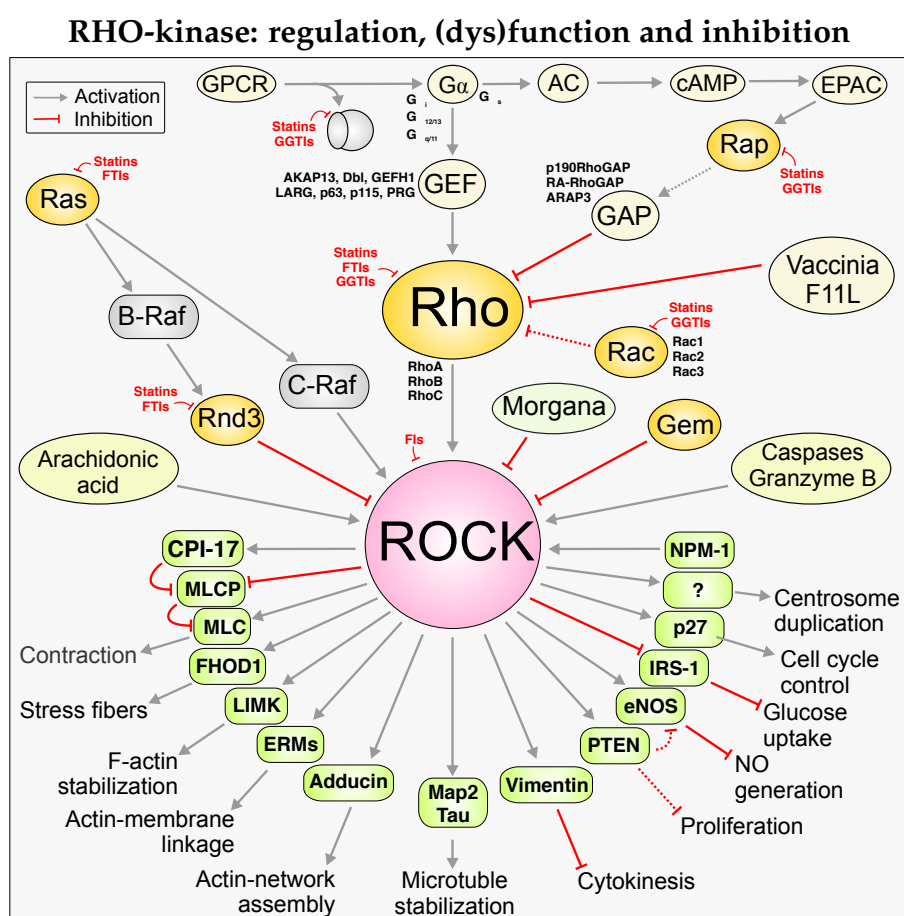 RHO-kinase: regulation, (dys)function and inhibition
Activation
Inhibition
GPCR
Gα
AC
cAMP
EPAC
G i
G s
G 12/13
G q/11
Statins
GGTIs
Rap
Statins
GGTIs
Statins
FTIs
Ras
AKAP13, Dbl, GEFH1
LARG, p63, p115, PRG
GEF
p190RhoGAP
RA-RhoGAP
ARAP3
GAP
Statins
FTIs
GGTIs
Rho
Vaccinia
F11L
B-Raf
Statins
GGTIs
Rac
Rac1
Rac2
Rac3
RhoA
RhoB
RhoC
C-Raf
Statins
FTIs
Rnd3
Morgana
Gem
FIs
Arachidonic
acid
Caspases
Granzyme B
ROCK
CPI-17
NPM-1
MLCP
?
Centrosome
duplication
MLC
p27
Contraction
Cell cycle
control
FHOD1
IRS-1
Stress fibers
Glucose
uptake
LIMK
eNOS
F-actin
stabilization
ERMs
PTEN
NO
generation
Actin-membrane
linkage
Adducin
Map2
Tau
Vimentin
Proliferation
Actin-network
assembly
Microtuble
stabilization
Cytokinesis